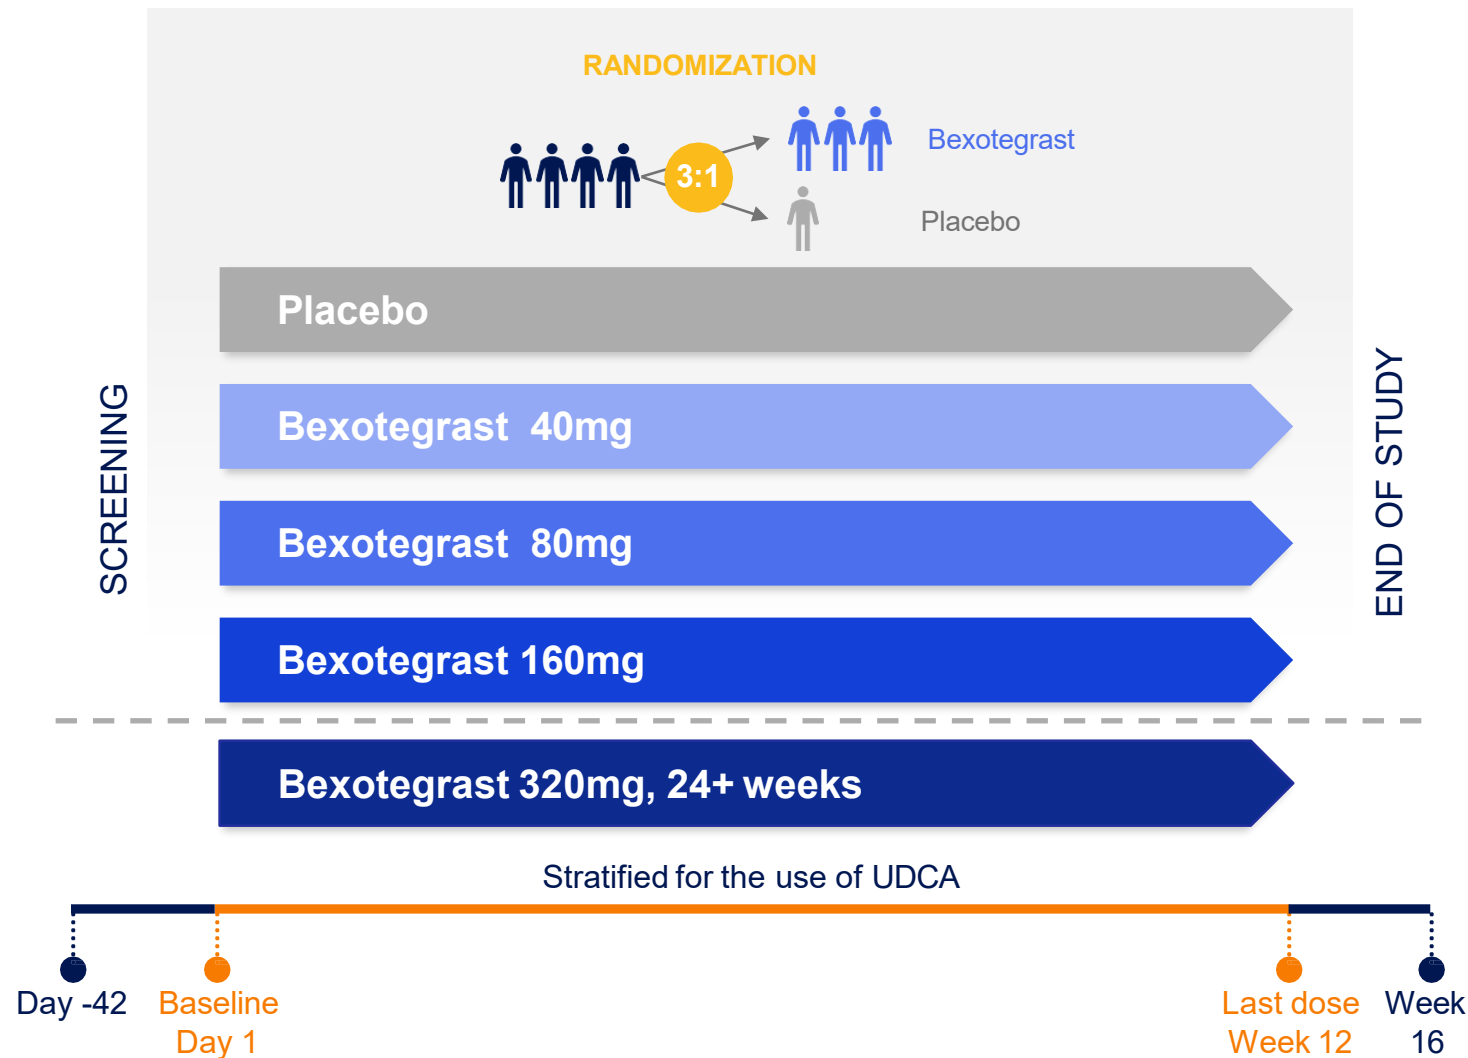 RANDOMIZATION
3:1
Bexotegrast
Placebo
Placebo
Bexotegrast 40mg
Bexotegrast 80mg
Bexotegrast 160mg
Bexotegrast 320mg, 24+ weeks
SCREENING
END OF STUDY
Stratified for the use of UDCA
Day -42
Baseline
Day 1
Last dose
Week 12
Week
16